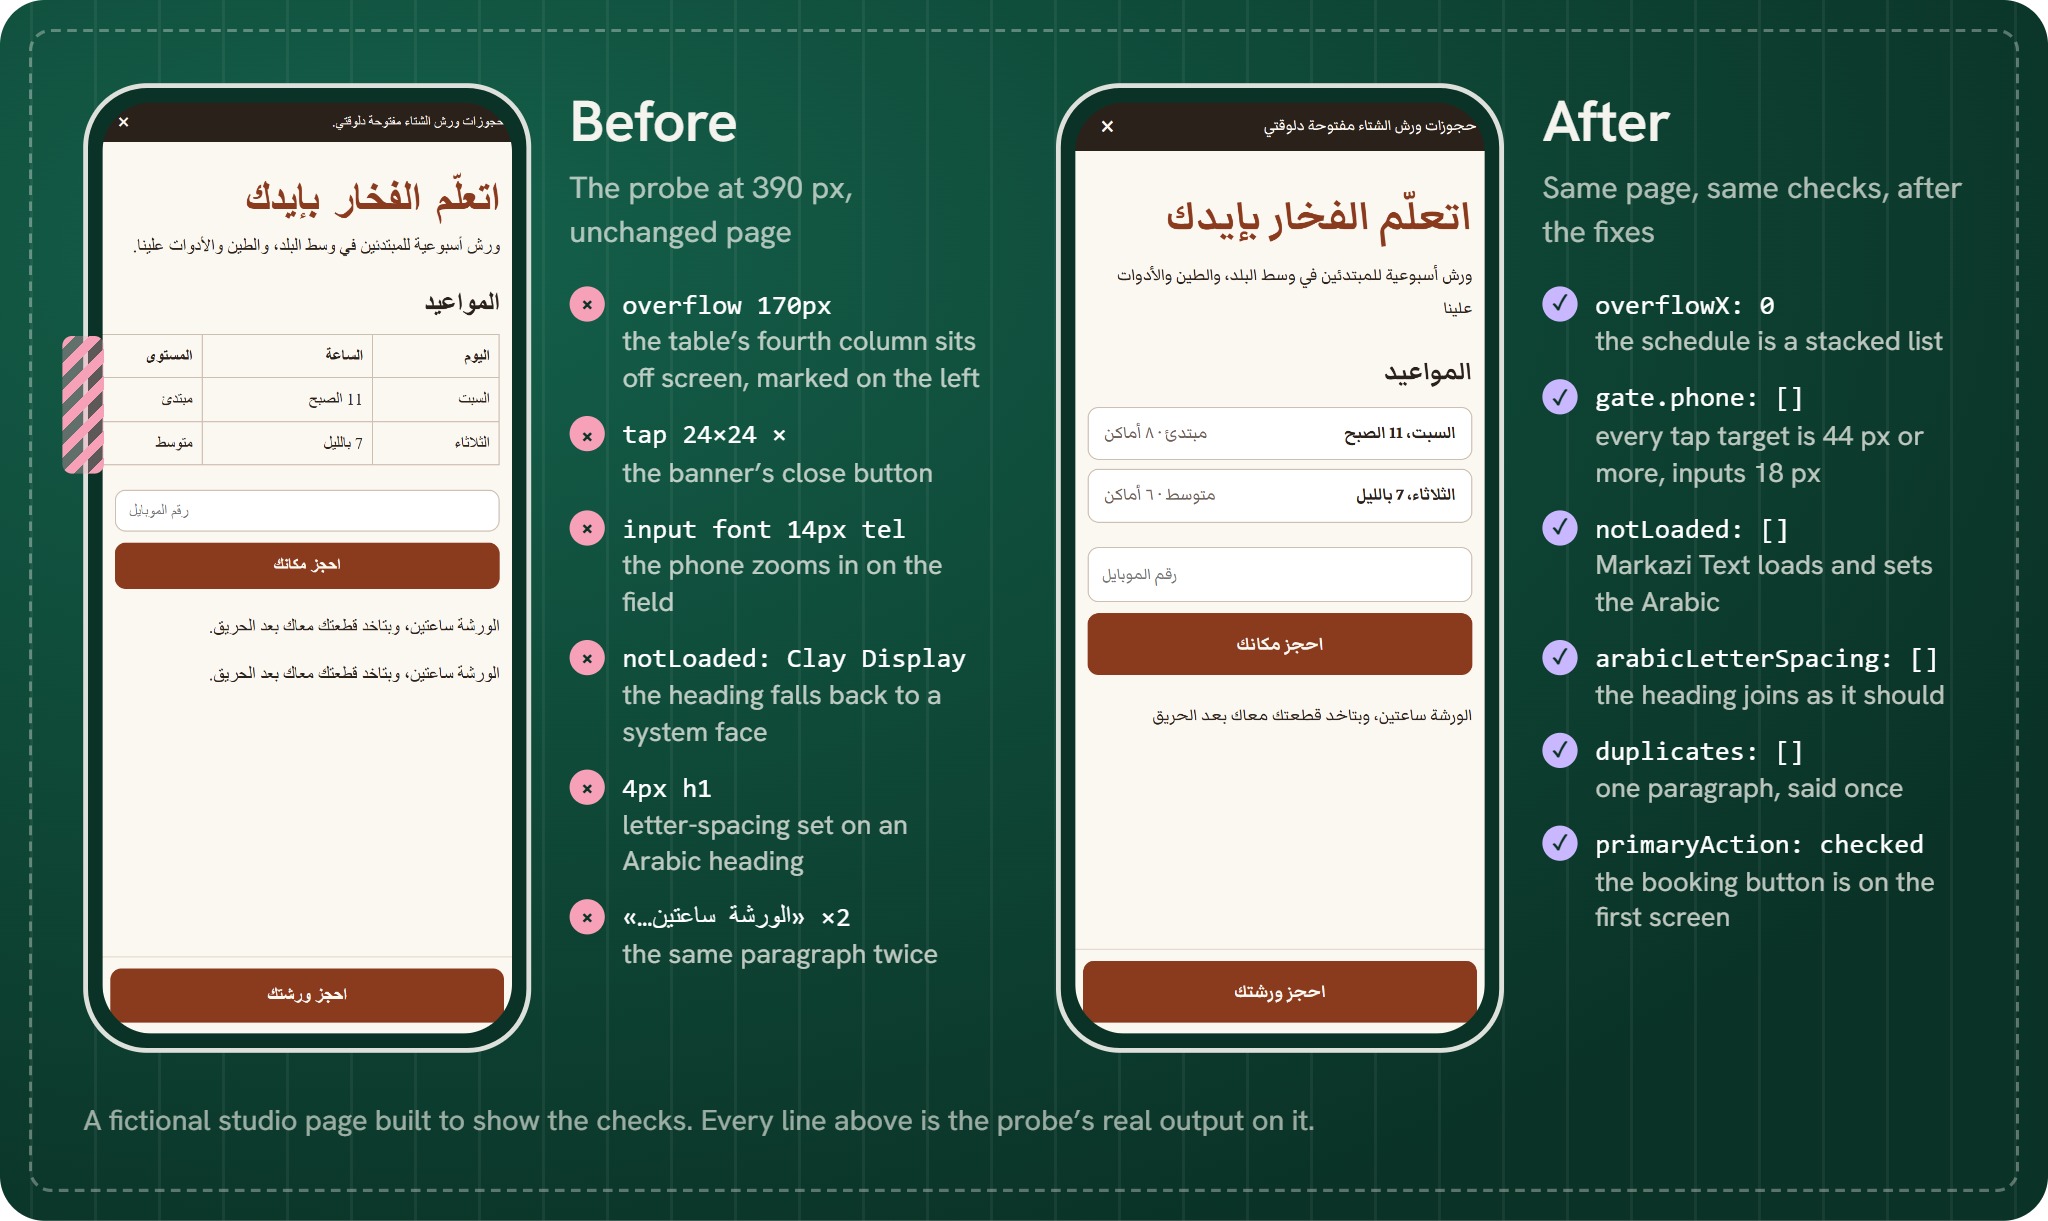 حجوزات ورش الشتاء مفتوحة دلوقتي. ×
اتعلّم الفخار بإيدك
ورش أسبوعية للمبتدئين في وسط البلد، والطين والأدوات علينا.
المواعيد
اليوم الساعة المستوى
السبت 11 الصبح مبتدئ
الثلاثاء 7 بالليل متوسط
رقم الموبايل
احجز مكانك
الورشة ساعتين، وبتاخد قطعتك معاك بعد الحريق.
الورشة ساعتين، وبتاخد قطعتك معاك بعد الحريق.
احجز ورشتك
Before
The probe at 390 px,
unchanged page
× overflow 170px
the table’s fourth column sits
off screen, marked on the left
× tap 24×24 ×
the banner’s close button
× input font 14px tel
the phone zooms in on the
field
× notLoaded: Clay Display
the heading falls back to a
system face
× 4px h1
letter-spacing set on an
Arabic heading
× «الورشة ساعتين…» ×2
the same paragraph twice
حجوزات ورش الشتاء مفتوحة دلوقتي ×
اتعلّم الفخار بإيدك
ورش أسبوعية للمبتدئين في وسط البلد، والطين والأدوات
علينا
المواعيد
السبت، 11 الصبح مبتدئ · ٨ أماكن
الثلاثاء، 7 بالليل متوسط · ٦ أماكن
رقم الموبايل
احجز مكانك
الورشة ساعتين، وبتاخد قطعتك معاك بعد الحريق
احجز ورشتك
After
Same page, same checks, after
the fixes
✓ overflowX: 0
the schedule is a stacked list
✓ gate.phone: []
every tap target is 44 px or
more, inputs 18 px
✓ notLoaded: []
Markazi Text loads and sets
the Arabic
✓ arabicLetterSpacing: []
the heading joins as it should
✓ duplicates: []
one paragraph, said once
✓ primaryAction: checked
the booking button is on the
first screen
A fictional studio page built to show the checks. Every line above is the probe’s real output on it.